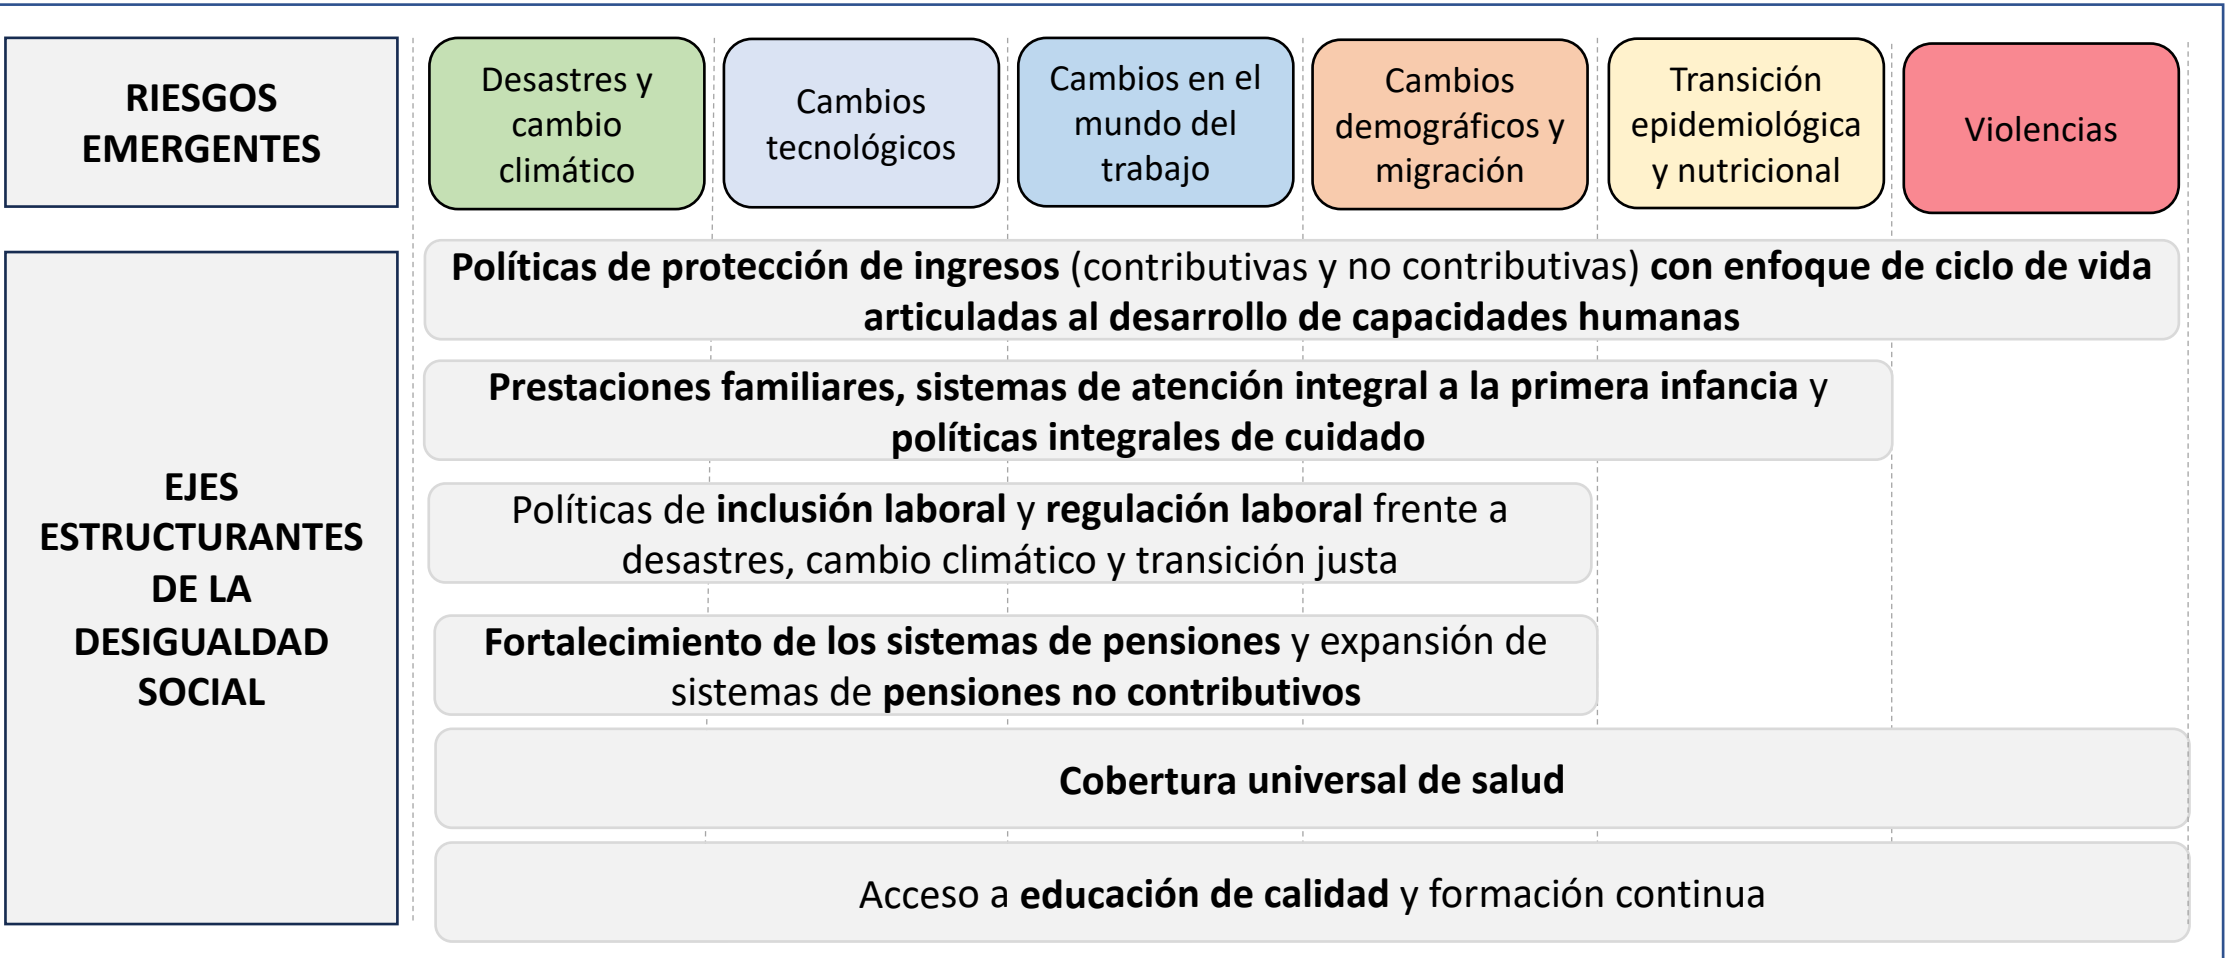 RIESGOS
EMERGENTES
Desastres y
cambio
climático
Cambios
tecnológicos
Cambios en el
mundo del
trabajo
Cambios
demográficos y
migración
Transición
epidemiológica
y nutricional
Violencias
EJES
ESTRUCTURANTES
DE LA
DESIGUALDAD
SOCIAL
Políticas de protección de ingresos (contributivas y no contributivas) con enfoque de ciclo de vida
articuladas al desarrollo de capacidades humanas
Prestaciones familiares, sistemas de atención integral a la primera infancia y
políticas integrales de cuidado
Políticas de inclusión laboral y regulación laboral frente a
desastres, cambio climático y transición justa
Fortalecimiento de los sistemas de pensiones y expansión de
sistemas de pensiones no contributivos
Cobertura universal de salud
Acceso a educación de calidad y formación continua